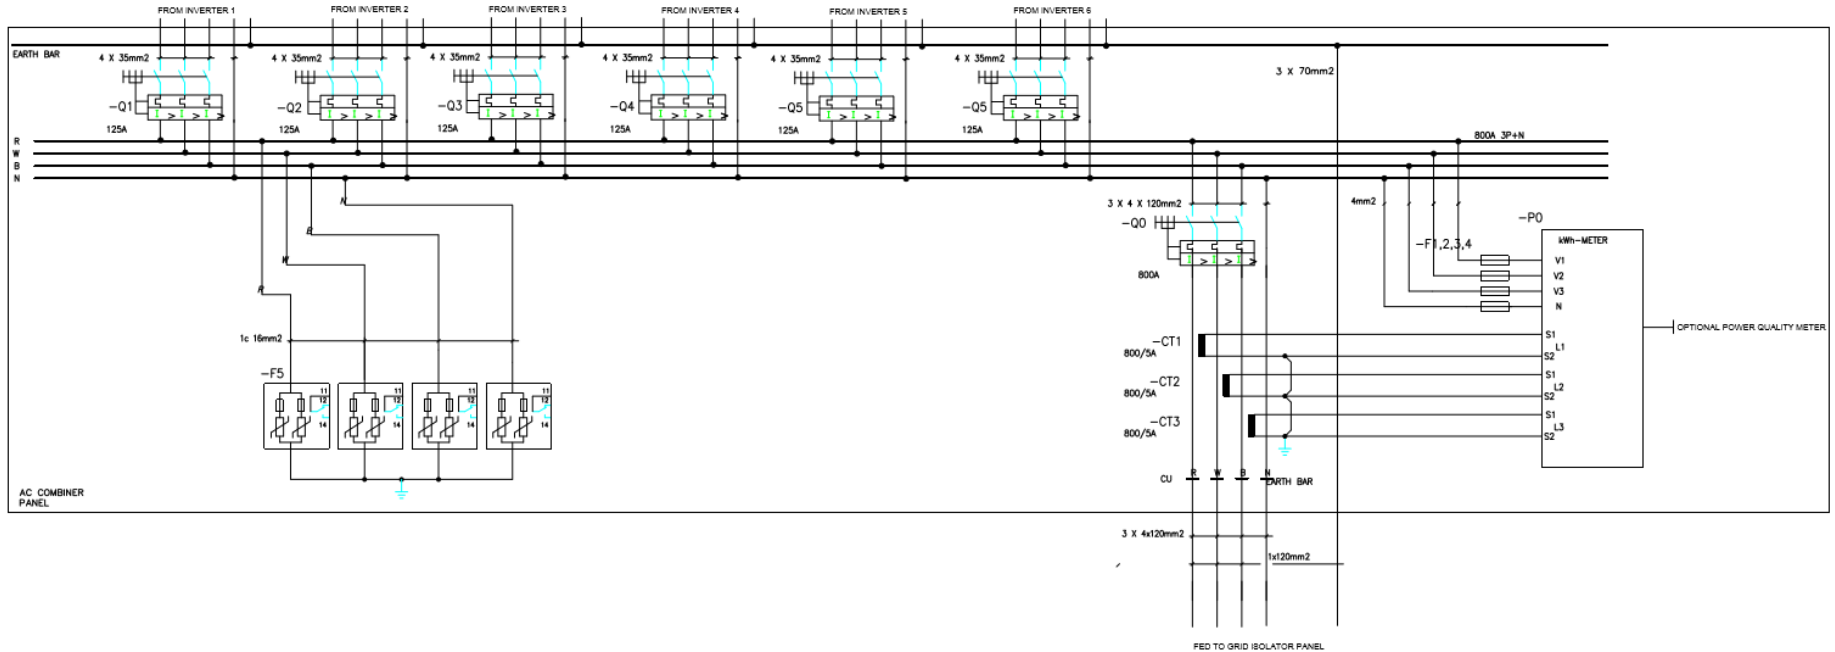 FROM INVERTER 1
FROM INVERTER 2
FROM INVERTER 3
FROM INVERTER 4
FROM INVERTER 5
FROM INVERTER 6
EARTH BAR
4 X 35mm2
4 X 35mm2
4 X 35mm2
4 X 35mm2
4 X 35mm2
4 X 35mm2
3 X 70mm2
-Q1
-Q2
-Q3
-Q4
-Q5
-Q5
125A
125A
125A
125A
125A
125A
800A 3P+N
R
W
B
N
N
B
W
R
1c 16mm2
-F5
11
12
14
11
12
14
11
12
14
11
12
14
3 X 4 X 120mm2
-Q0
800A
4mm2
-P0
-F1,2,3,4
kWh-METER
V1
V2
V3
N
OPTIONAL POWER QUALITY METER
-CT1
800/5A
S1
L1
S2
-CT2
800/5A
S1
L2
S2
-CT3
800/5A
S1
L3
S2
CU
R
W
B
N
EARTH BAR
AC COMBINER
PANEL
3 X 4x120mm2
1x120mm2
FED TO GRID ISOLATOR PANEL